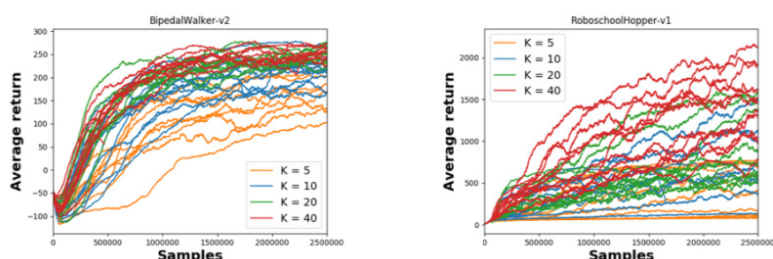 BipedalWalker-v2
300
250
200
150
100
50
0
−50
−100
Average return
K = 5
K = 10
K = 20
K = 40
0 500000 1000000 1500000 2000000 2500000
Samples
RoboschoolHopper-v1
2000
1500
1000
500
0
Average return
K = 5
K = 10
K = 20
K = 40
0 500000 1000000 1500000 2000000 2500000
Samples